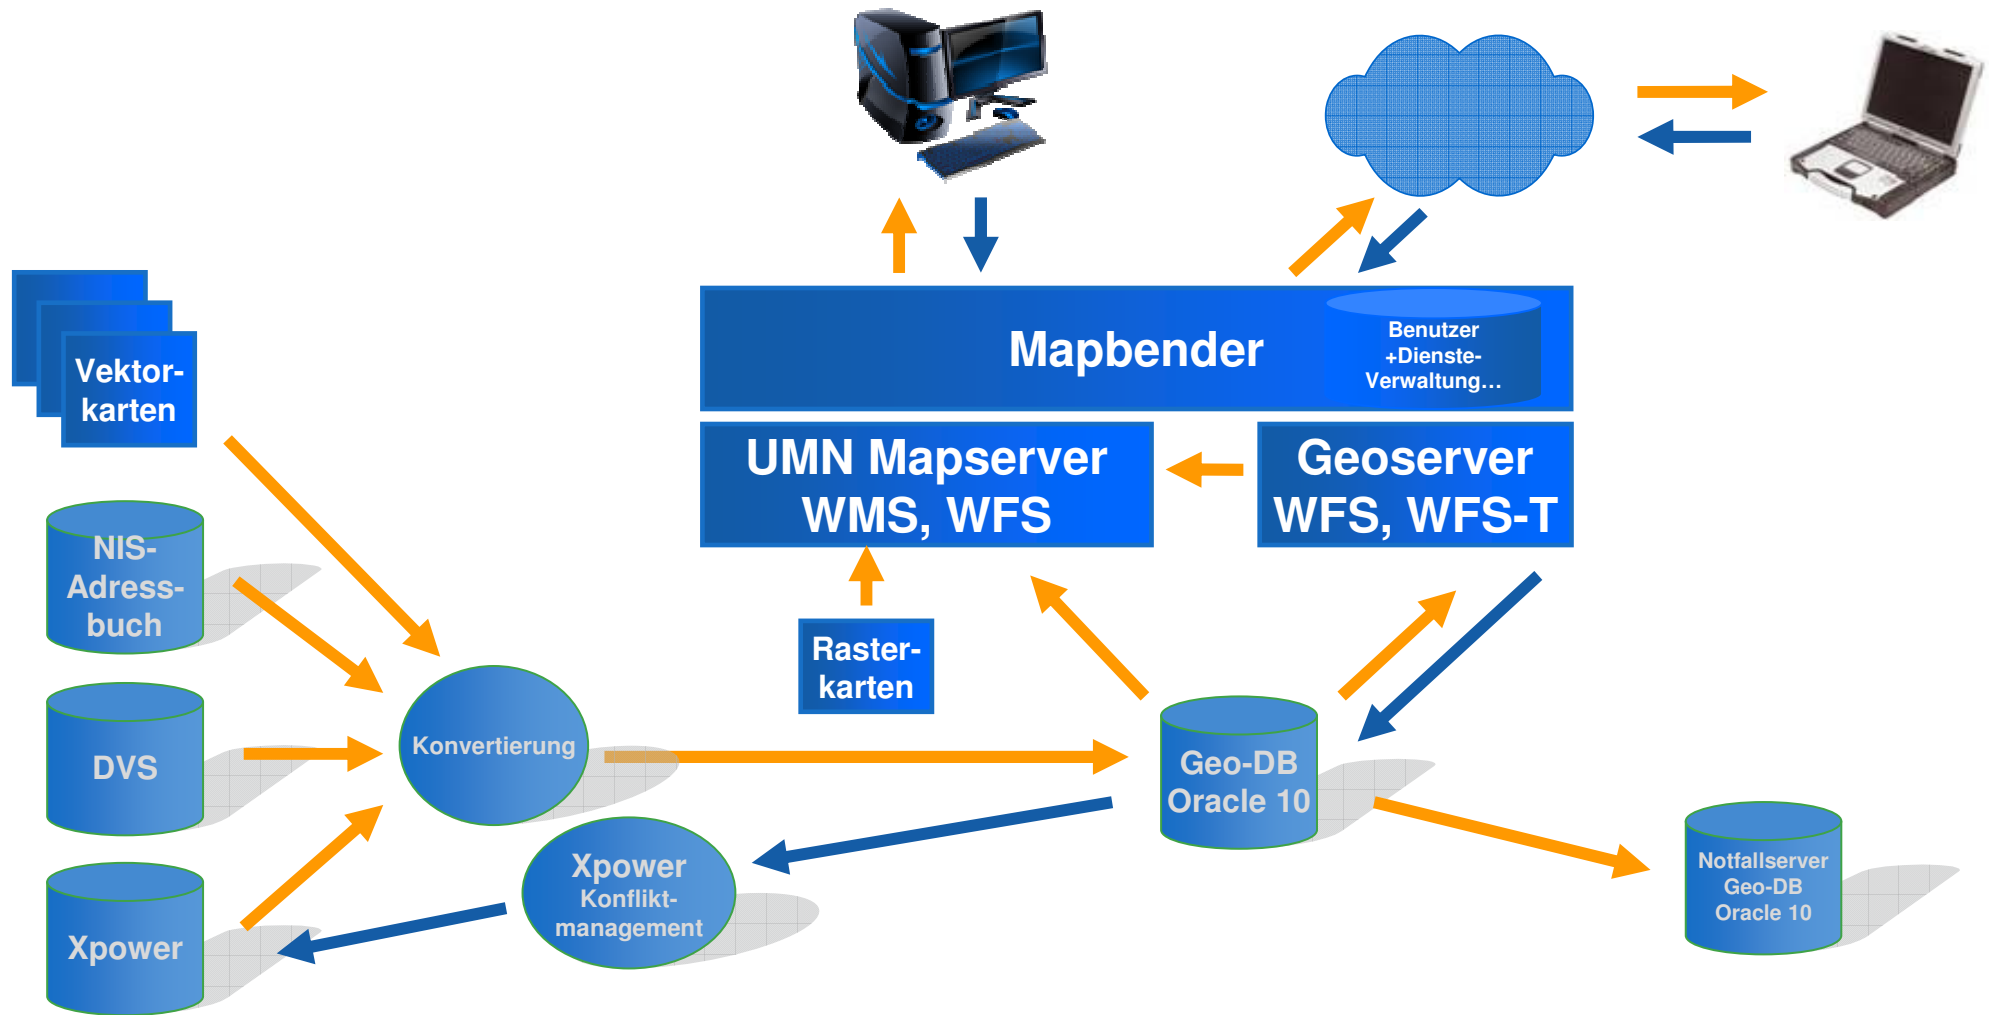 Mapbender
Benutzer
+Dienste-
Verwaltung...
Vektor-
karten
UMN Mapserver
WMS, WFS
Geoserver
WFS, WFS-T
NIS-
Adress-
buch
Raster-
karten
Konvertierung
DVS
Geo-DB
Oracle 10
Xpower
Konflikt-
management
Notfallserver
Geo-DB
Oracle 10
Xpower